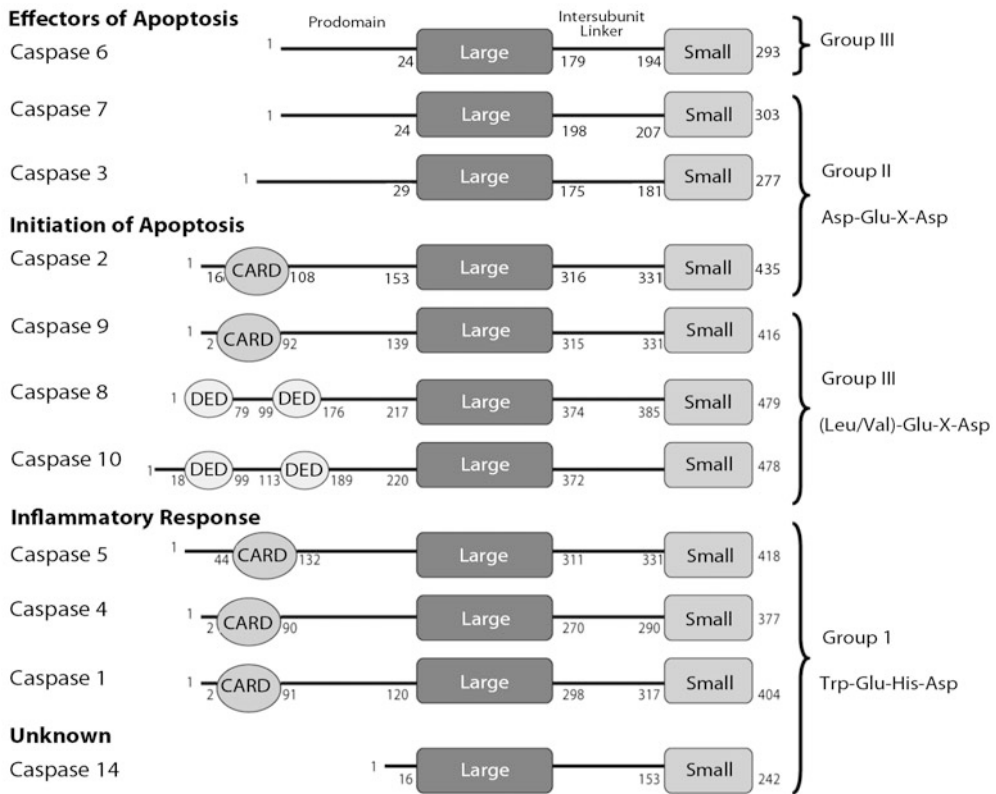 Effectors of Apoptosis
Prodomain
Intersubunit
Linker
Caspase 6
1
24
Large
179
194
Small
293
Group III
Caspase 7
1
24
Large
198
207
Small
303
Caspase 3
1
29
Large
175
181
Small
277
Group II
Asp-Glu-X-Asp
Initiation of Apoptosis
Caspase 2
1
16
CARD
108
153
Large
316
331
Small
435
Caspase 9
1
2
CARD
92
139
Large
315
331
Small
416
Caspase 8
1
DED
79
99
DED
176
217
Large
374
385
Small
479
Group III
(Leu/Val)-Glu-X-Asp
Caspase 10
1
18
DED
99
113
DED
189
220
Large
372
Small
478
Inflammatory Response
Caspase 5
1
44
CARD
132
Large
311
331
Small
418
Caspase 4
1
2
CARD
90
Large
270
290
Small
377
Group 1
Trp-Glu-His-Asp
Caspase 1
1
2
CARD
91
120
Large
298
317
Small
404
Unknown
Caspase 14
1
16
Large
153
Small
242